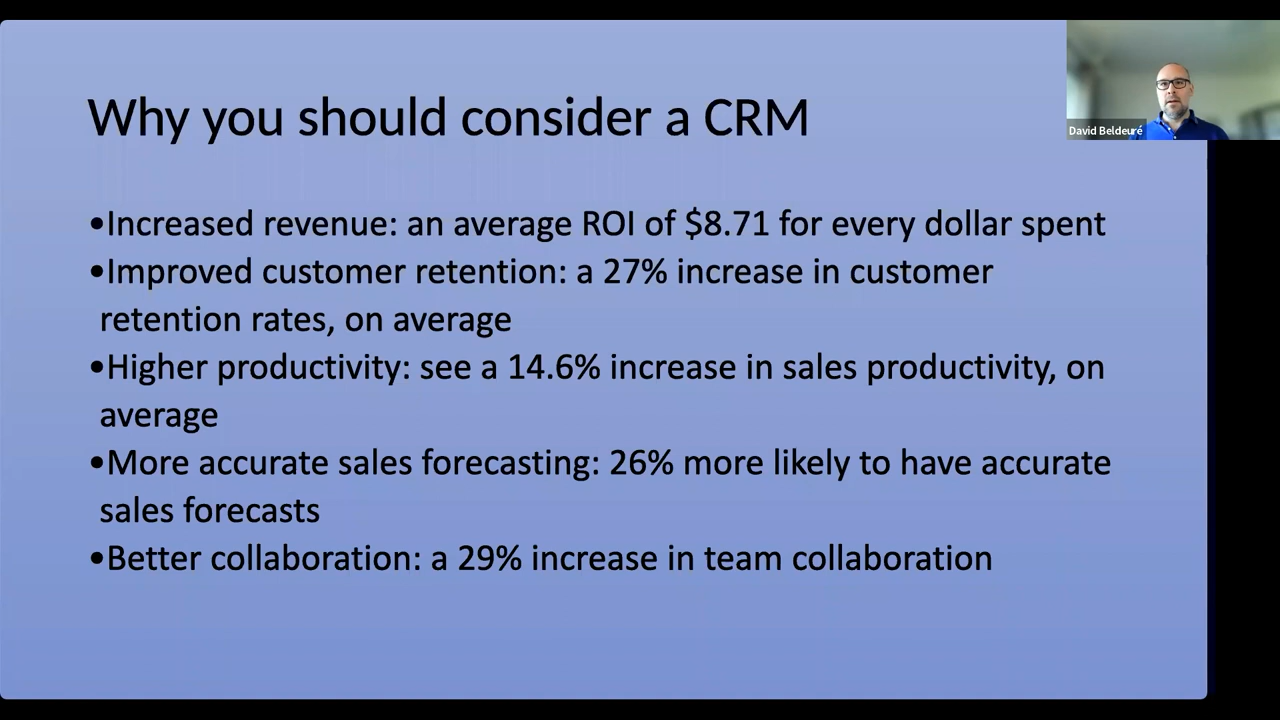 Why you should consider a CRM
David Beldeuré
•Increased revenue: an average ROI of $8.71 for every dollar spent
•Improved customer retention: a 27% increase in customer
retention rates, on average
•Higher productivity: see a 14.6% increase in sales productivity, on
average
•More accurate sales forecasting: 26% more likely to have accurate
sales forecasts
•Better collaboration: a 29% increase in team collaboration